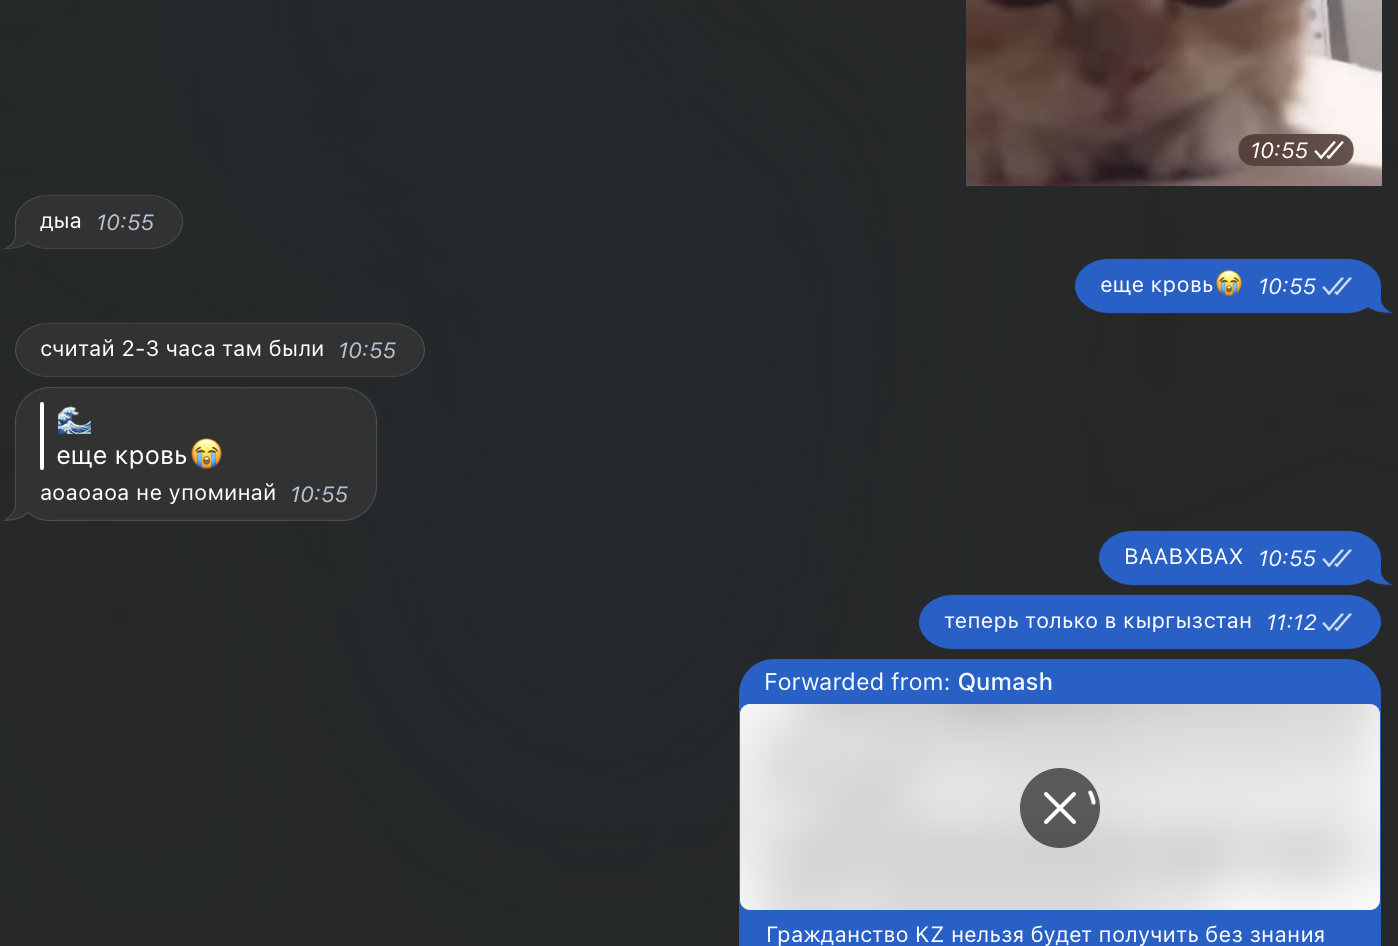 10:55
дыа 10:55
еще кровь😭 10:55
считай 2-3 часа там были 10:55
🌊
еще кровь😭
аоаоаоа не упоминай 10:55
ВААВХВАХ 10:55
теперь только в кыргызстан 11:12
Forwarded from: Qumash
Гражданство KZ нельзя будет получить без знания